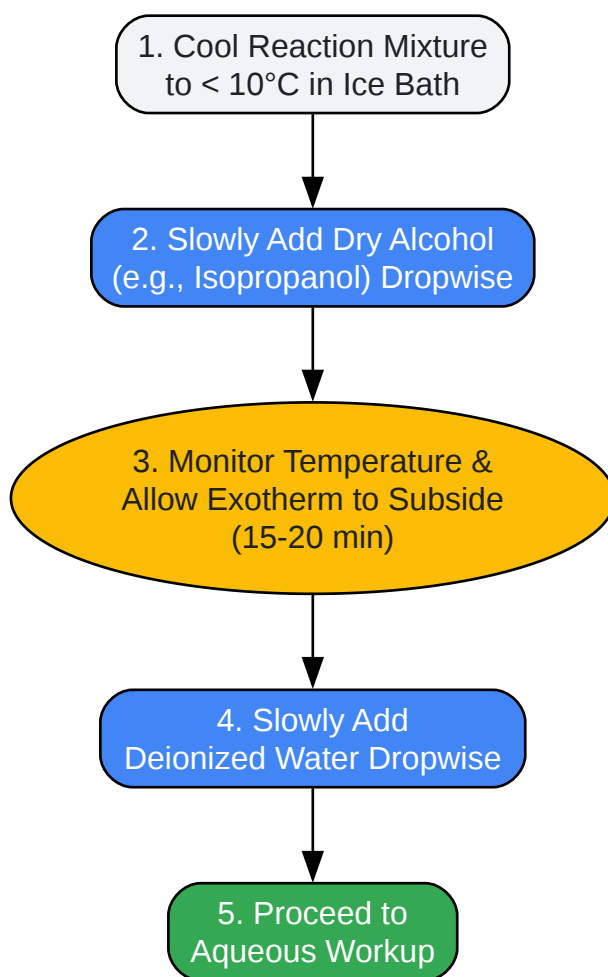 1. Cool Reaction Mixture
to < 10°C in Ice Bath
2. Slowly Add Dry Alcohol
(e.g., Isopropanol) Dropwise
3. Monitor Temperature &
Allow Exotherm to Subside
(15-20 min)
4. Slowly Add
Deionized Water Dropwise
5. Proceed to
Aqueous Workup